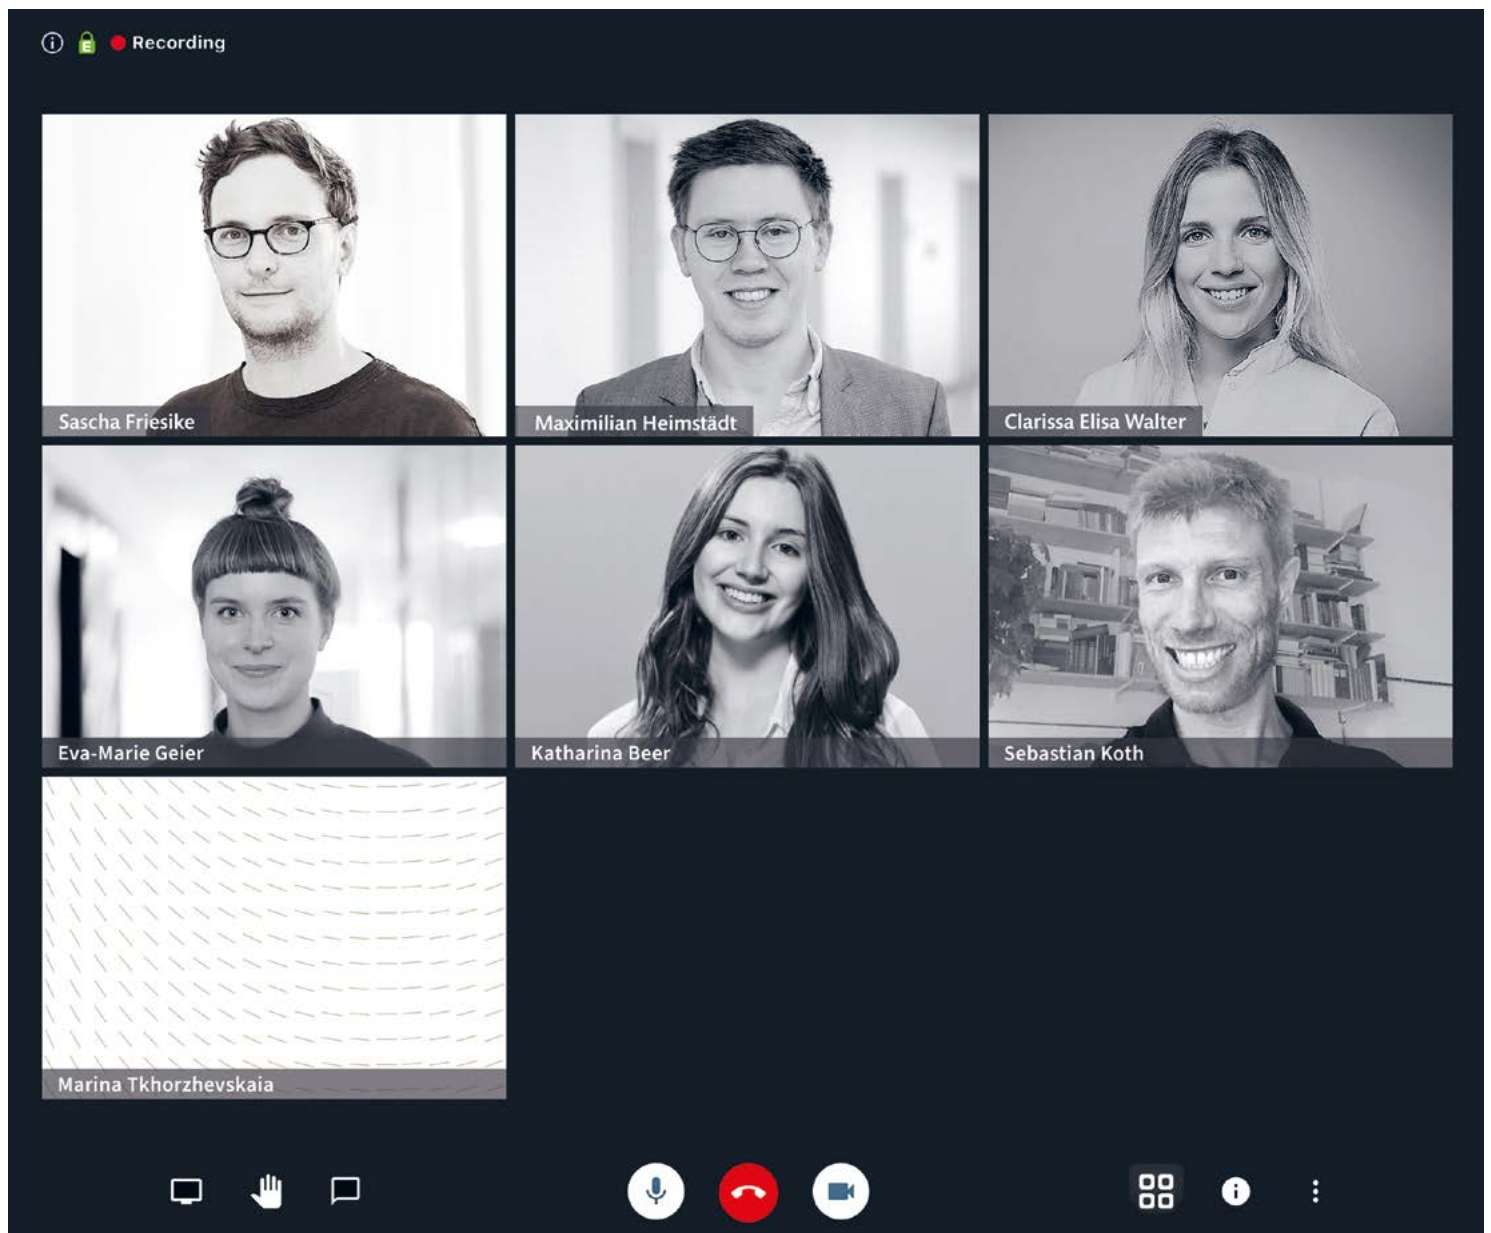 Recording
Sascha Friesike
Maximilian Heimstädt
Clarissa Elisa Walter
Eva-Marie Geier
Katharina Beer
Sebastian Koth
Marina Tkhorzhevskaia